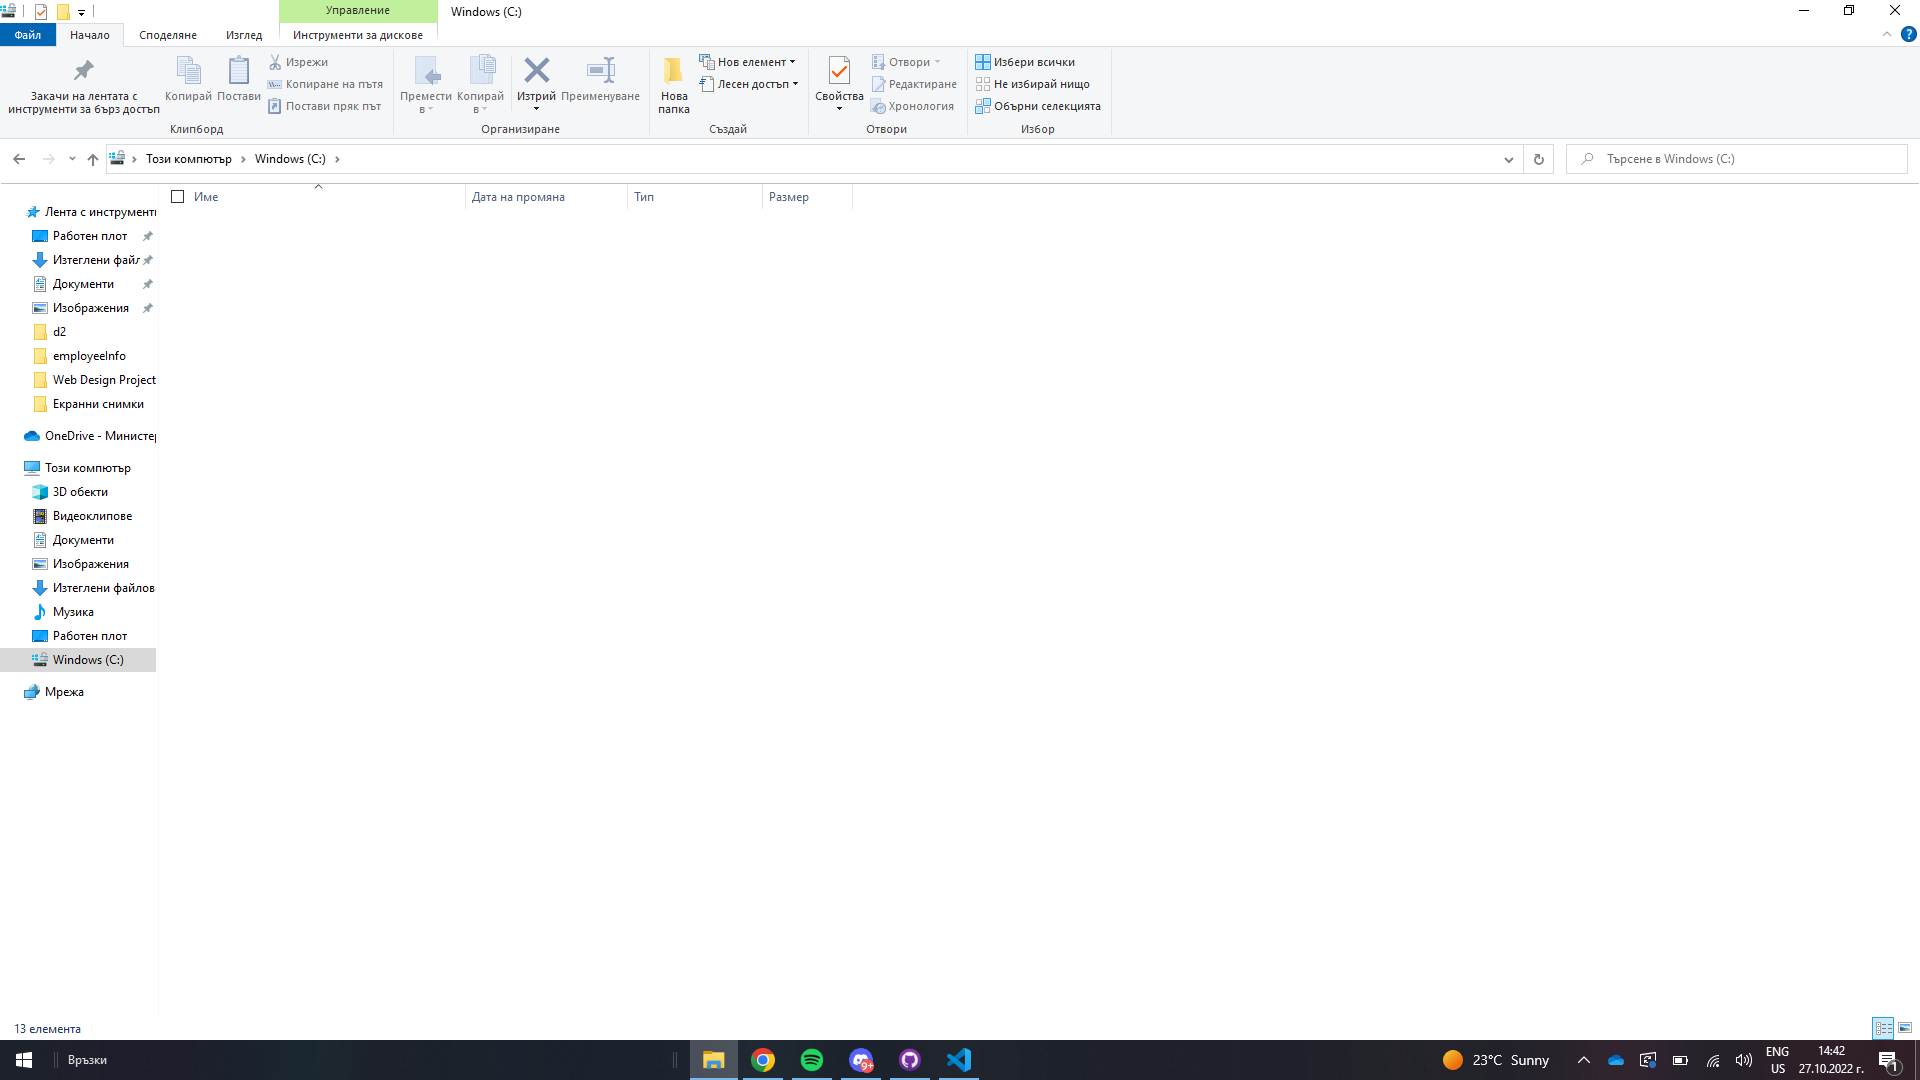 Управление
Windows (C:)
Файл
Начало
Споделяне
Изглед
Инструменти за дискове
?
Закачи на лентата с
инструменти за бърз достъп
Копирай
Постави
Изрежи
Копиране на пътя
Постави пряк път
Клипборд
Премести
в
Копирай
в
Изтрий
Преименуване
Организиране
Нова
папка
Нов елемент
Лесен достъп
Създай
Свойства
Отвори
Редактиране
Хронология
Отвори
Избери всички
Не избирай нищо
Обърни селекцията
Избор
Този компютър
Windows (C:)
Търсене в Windows (C:)
Име
Дата на промяна
Тип
Размер
Лента с инструменти
Работен плот
Изтеглени файл
Документи
Изображения
d2
employeeInfo
Web Design Project
Екранни снимки
OneDrive - Министер
Този компютър
3D обекти
Видеоклипове
Документи
Изображения
Изтеглени файлов
Музика
Работен плот
Windows (C:)
Мрежа
13 елемента
Връзки
9+
23°C Sunny
ENG
US
14:42
27.10.2022 г.
1